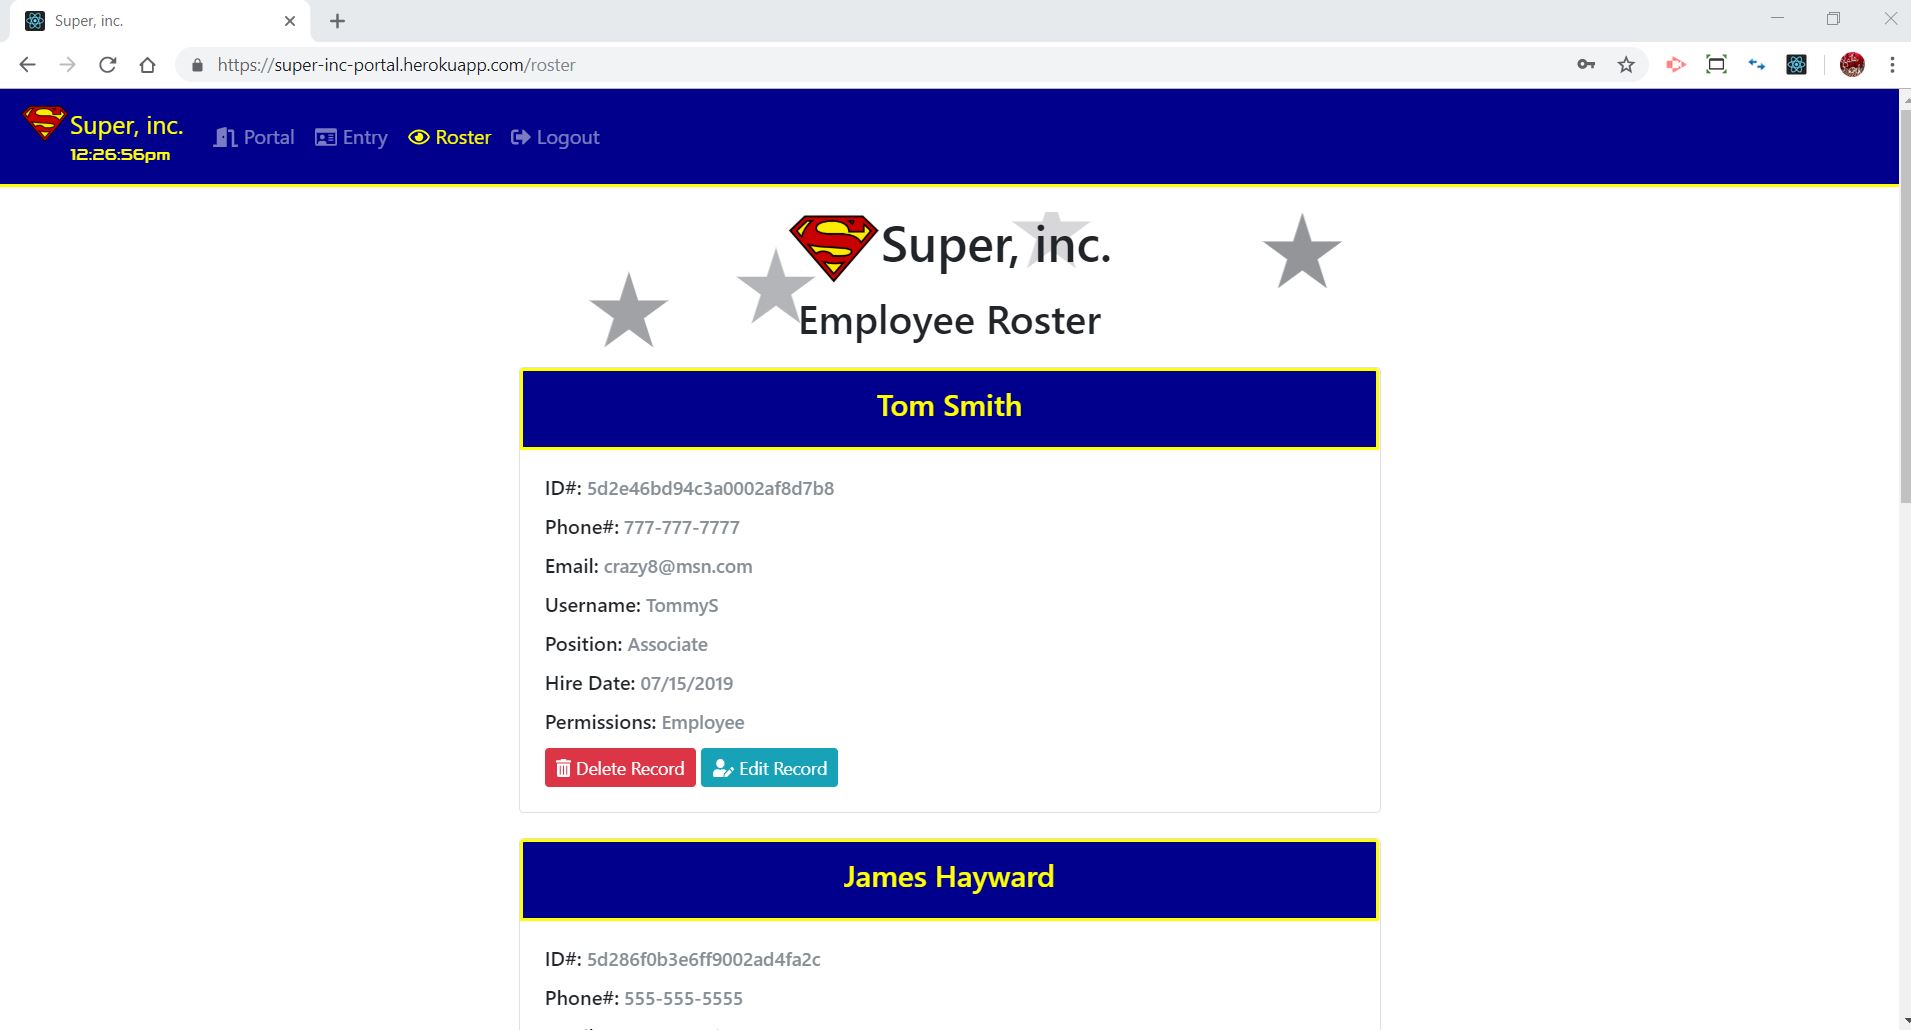 Super, inc.
https://super-inc-portal.herokuapp.com/roster
Super, inc.
12:26:56pm
Portal
Entry
Roster
Logout
Super, inc.
Employee Roster
Tom Smith
ID#: 5d2e46bd94c3a0002af8d7b8
Phone#: 777-777-7777
Email: crazy8@msn.com
Username: TommyS
Position: Associate
Hire Date: 07/15/2019
Permissions: Employee
Delete Record
Edit Record
James Hayward
ID#: 5d286f0b3e6ff9002ad4fa2c
Phone#: 555-555-5555